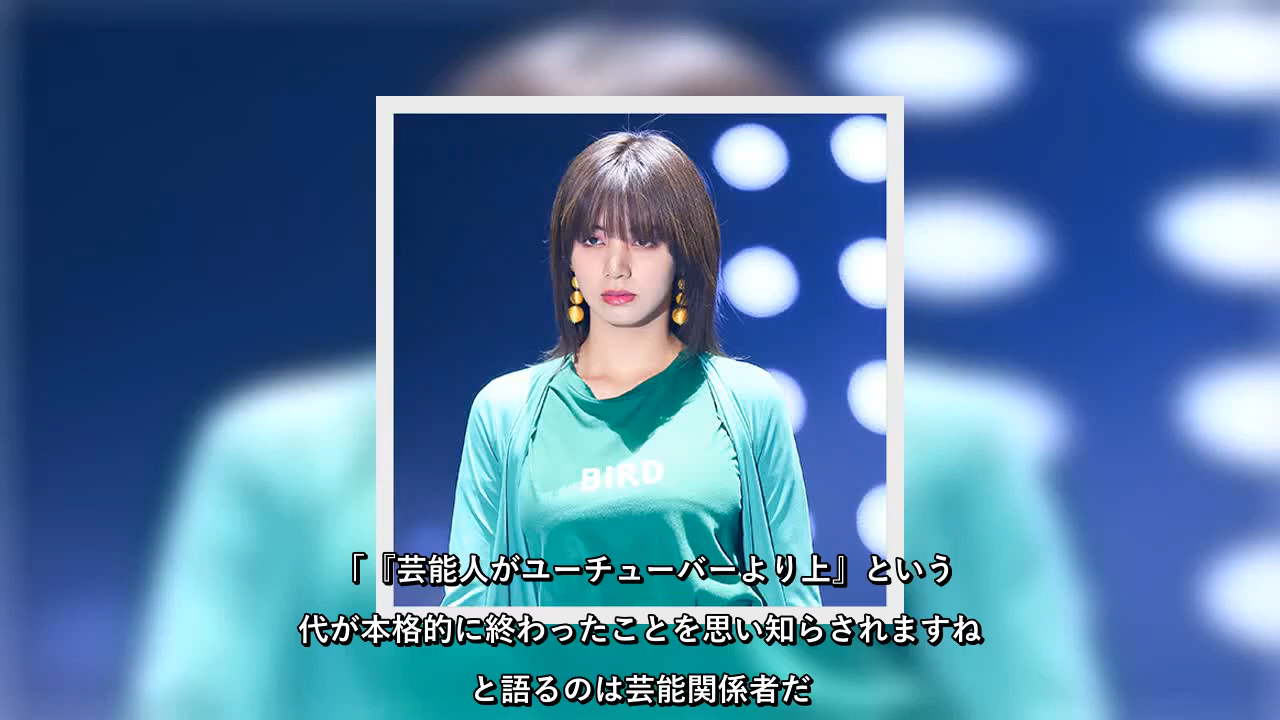 BIRD
「『芸能人がユーチューバーより上』という
代が本格的に終わったことを思い知らされますね
と語るのは芸能関係者だ